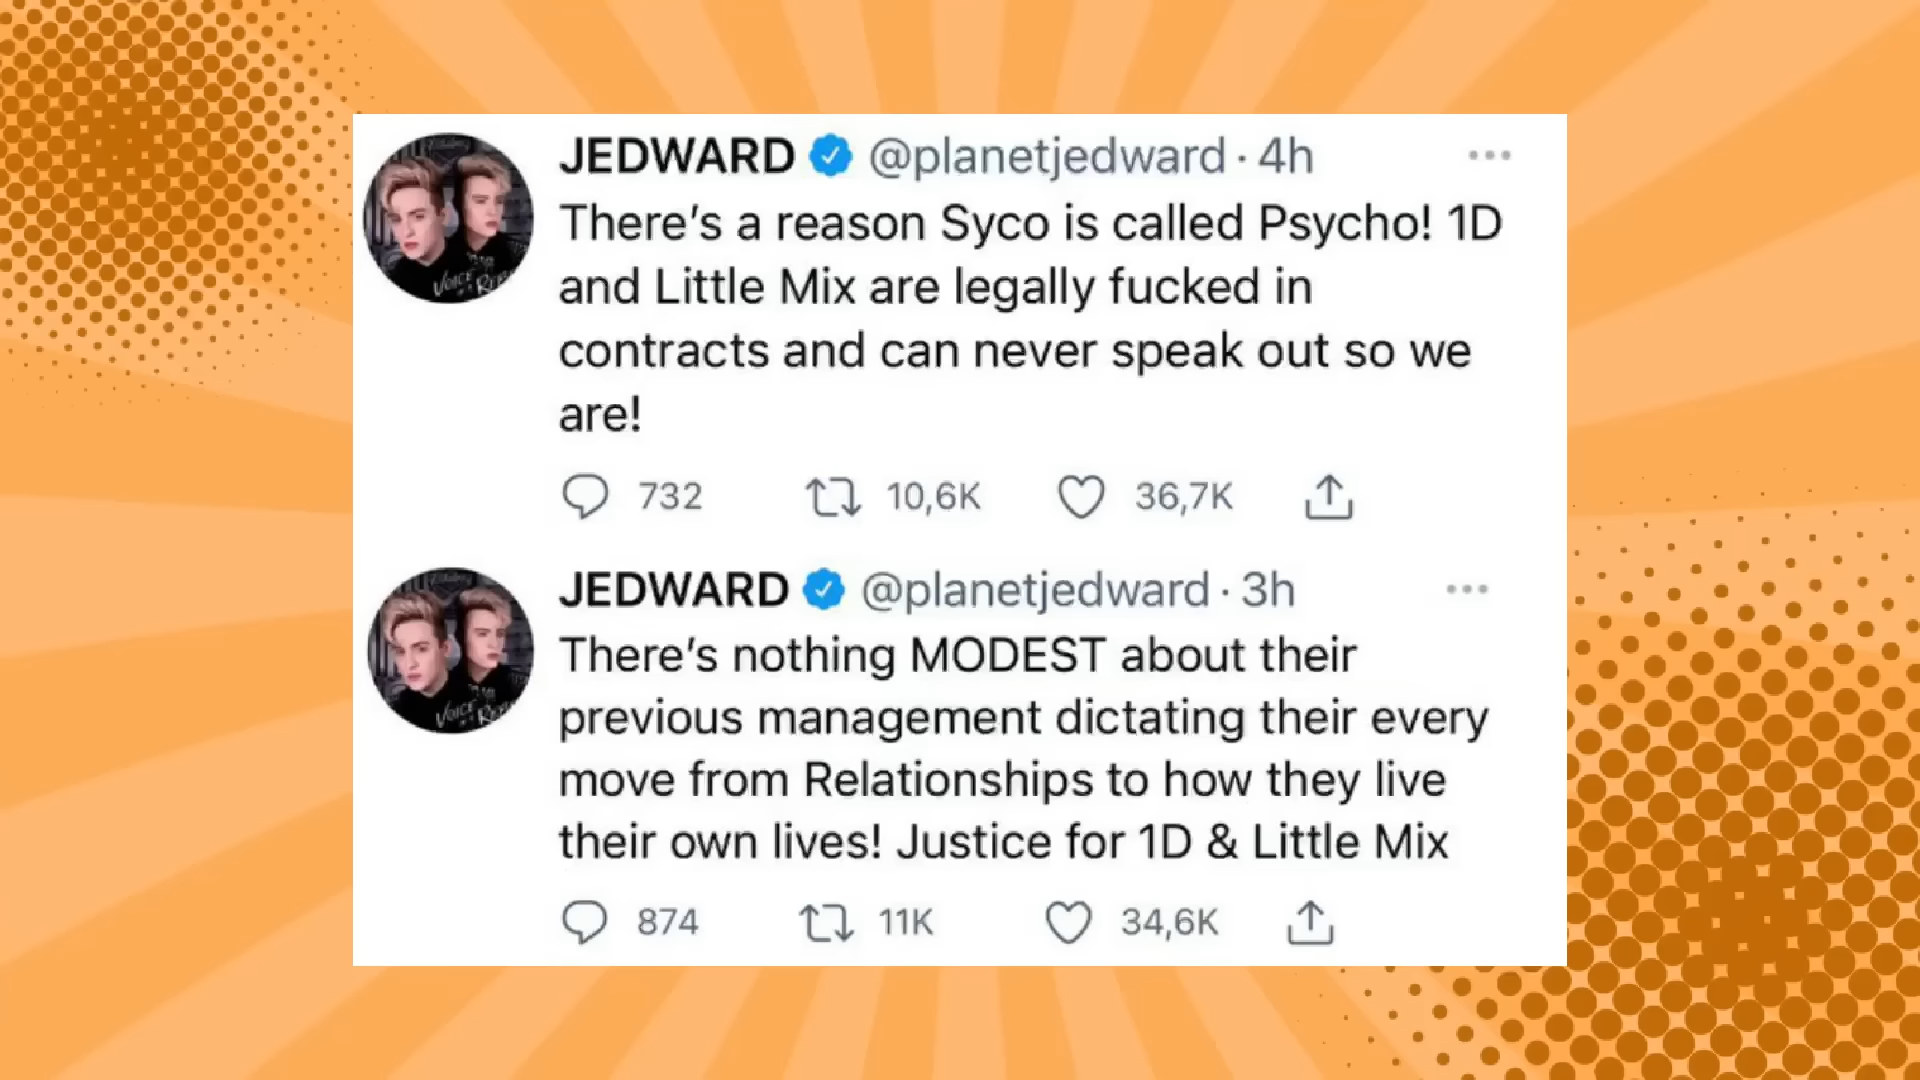 JEDWARD @planetjedward · 4h
There's a reason Syco is called Psycho! 1D
and Little Mix are legally fucked in
contracts and can never speak out so we
are!
732 10,6K 36,7K
JEDWARD @planetjedward · 3h
There's nothing MODEST about their
previous management dictating their every
move from Relationships to how they live
their own lives! Justice for 1D & Little Mix
874 11K 34,6K